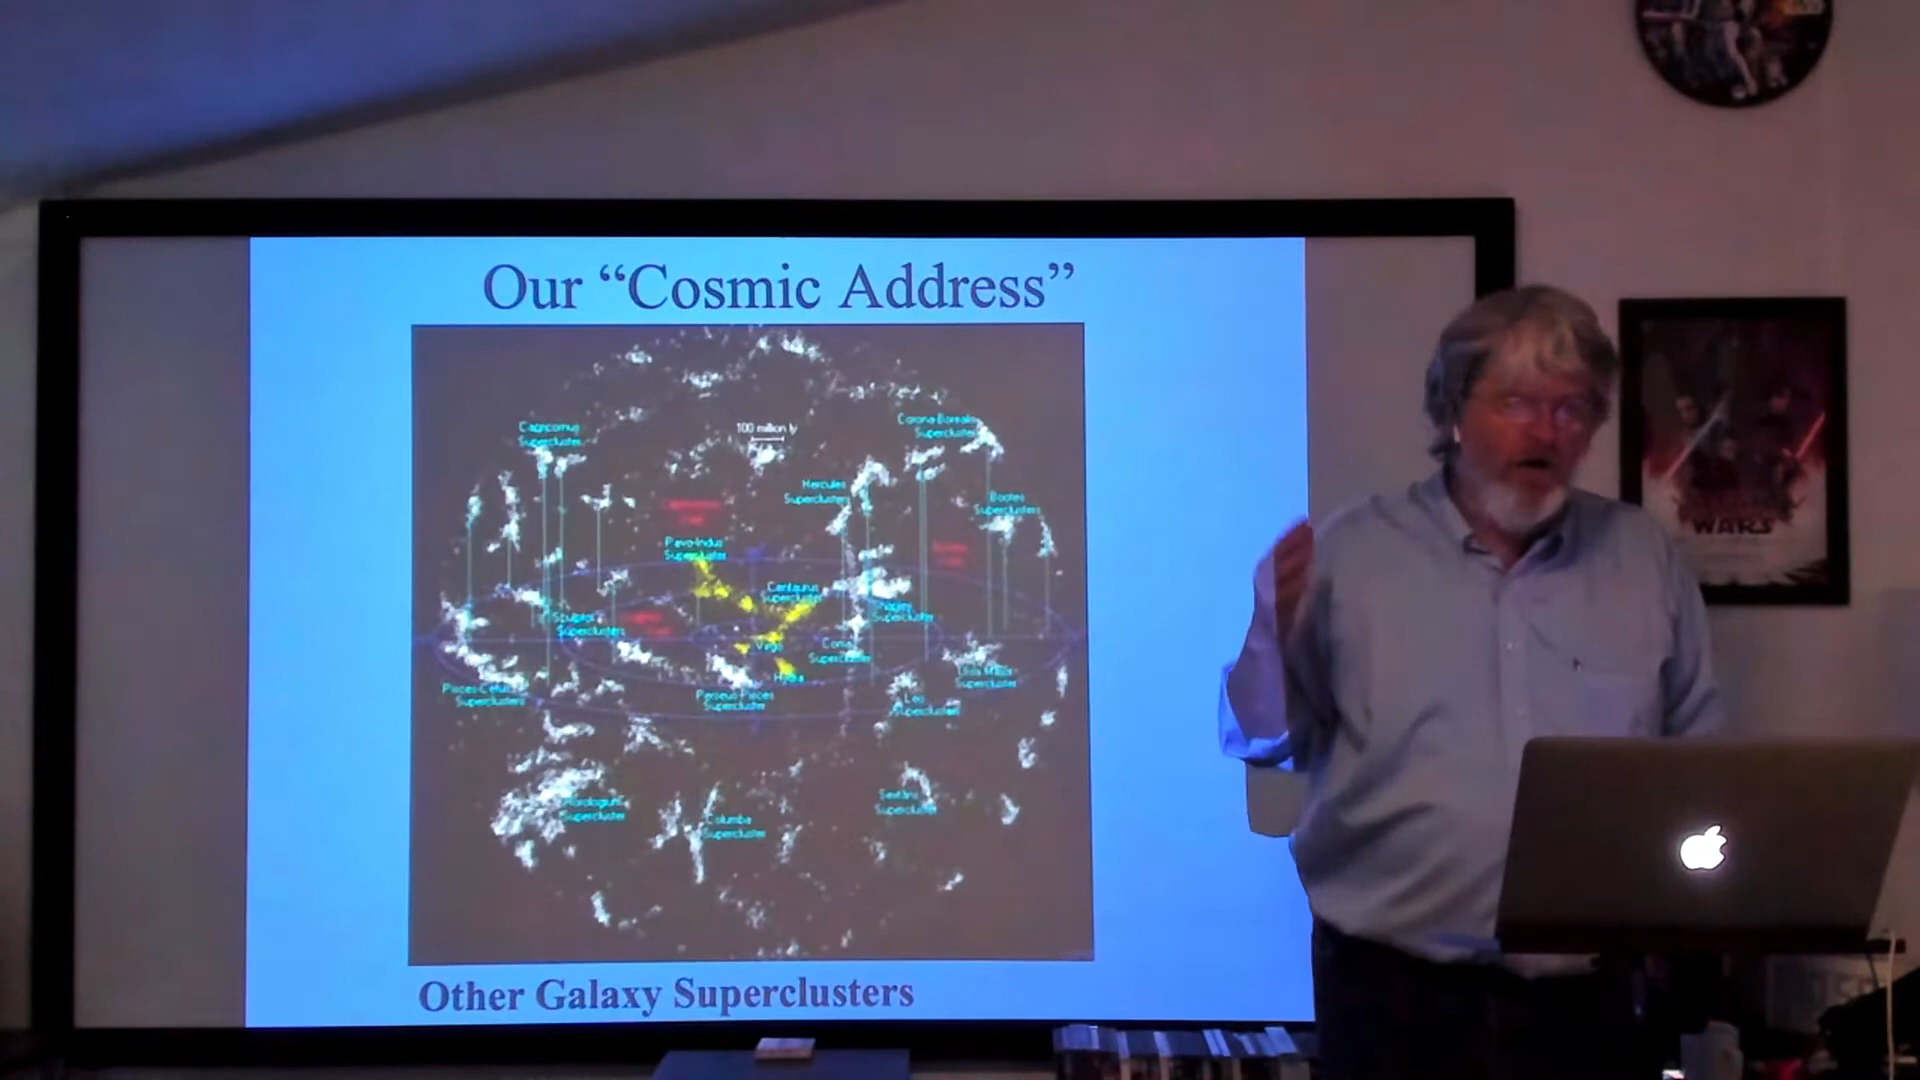 Our “Cosmic Address”
Capricornus
Supercluster
100 million ly
Corona-Borealis
Supercluster
Hercules
Superclusters
Bootes
Superclusters
Pavo-Indus
Supercluster
Centaurus
Supercluster
Shapley
Supercluster
Sculptor
Superclusters
Virgo
Coma
Supercluster
Hydra
Supercluster
Pisces-Cetus
Superclusters
Perseus-Pisces
Supercluster
Leo
Superclusters
Horologium
Supercluster
Columba
Supercluster
Sextans
Supercluster
Other Galaxy Superclusters
WARS